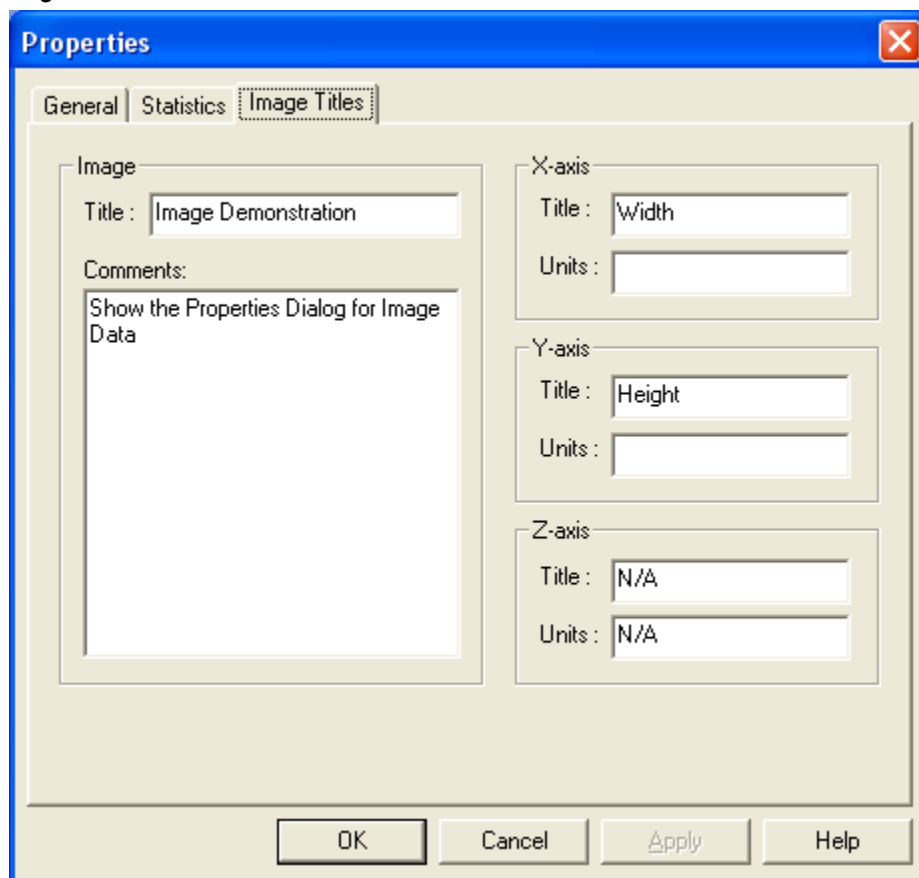 Properties
General Statistics Image Titles
Image
Title : Image Demonstration
Comments:
Show the Properties Dialog for Image
Data
X-axis
Title : Width
Units :
Y-axis
Title : Height
Units :
Z-axis
Title : N/A
Units : N/A
OK Cancel Apply Help